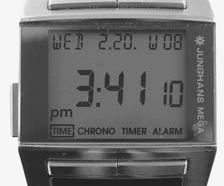 WED 2.20. W08
3:41 10
pm
TIME CHRONO TIMER ALARM
JUNGHANS MEGA